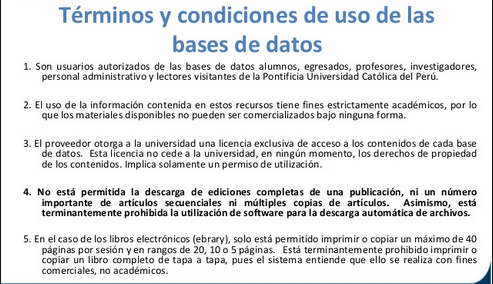 Términos y condiciones de uso de las
bases de datos
1. Son usuarios autorizados de las bases de datos alumnos, egresados, profesores, investigadores,
personal administrativo y lectores visitantes de la Pontificia Universidad Católica del Perú.
2. El uso de la información contenida en estos recursos tiene fines estrictamente académicos, por lo
que los materiales disponibles no pueden ser comercializados bajo ninguna forma.
3. El proveedor otorga a la universidad una licencia exclusiva de acceso a los contenidos de cada base
de datos. Esta licencia no cede a la universidad, en ningún momento, los derechos de propiedad
de los contenidos. Implica solamente un permiso de utilización.
4. No está permitida la descarga de ediciones completas de una publicación, ni un número
importante de artículos secuenciales ni múltiples copias de artículos. Asimismo, está
terminantemente prohibida la utilización de software para la descarga automática de archivos.
5. En el caso de los libros electrónicos (ebrary), solo está permitido imprimir o copiar un máximo de 40
páginas por sesión y en rangos de 20, 10 o 5 páginas. Está terminantemente prohibido imprimir o
copiar un libro completo de tapa a tapa, pues el sistema entiende que ello se realiza con fines
comerciales, no académicos.